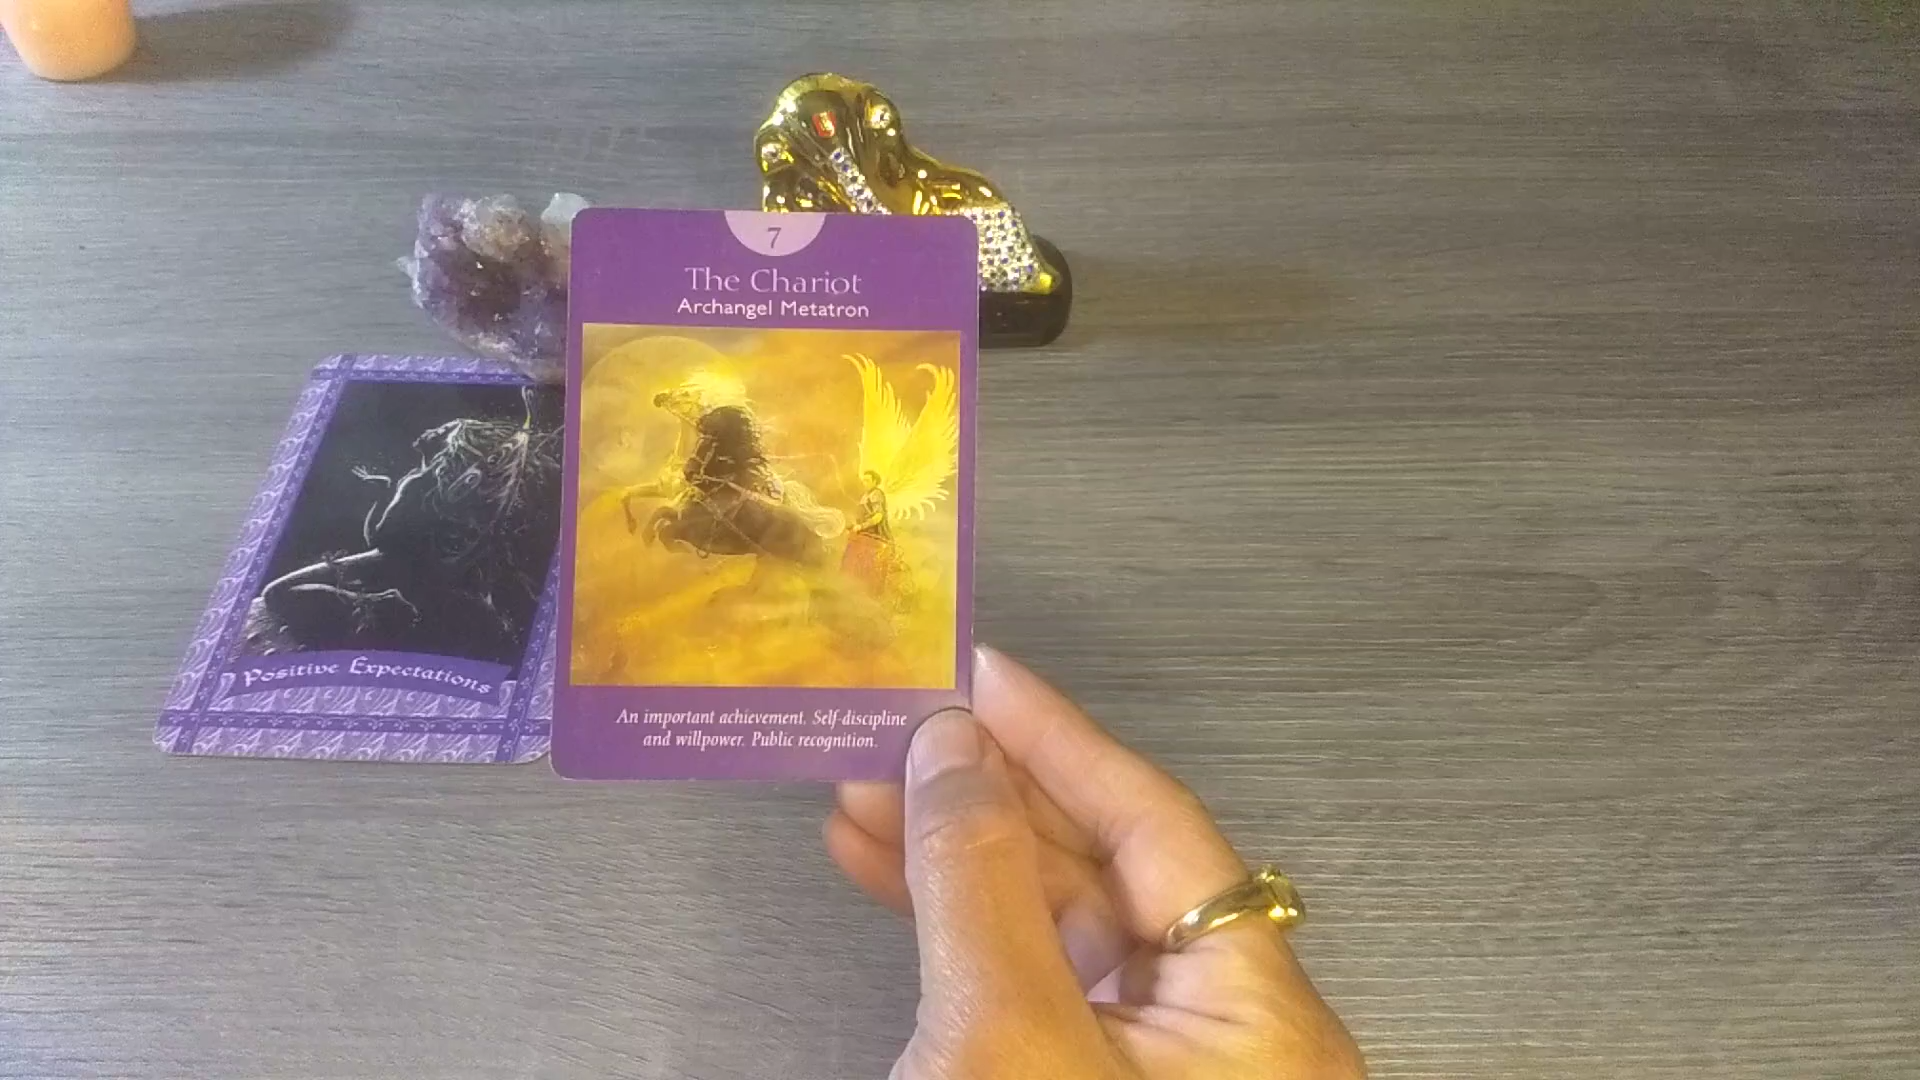 7
The Chariot
Archangel Metatron
An important achievement. Self-discipline
and willpower. Public recognition.
Positive Expectations